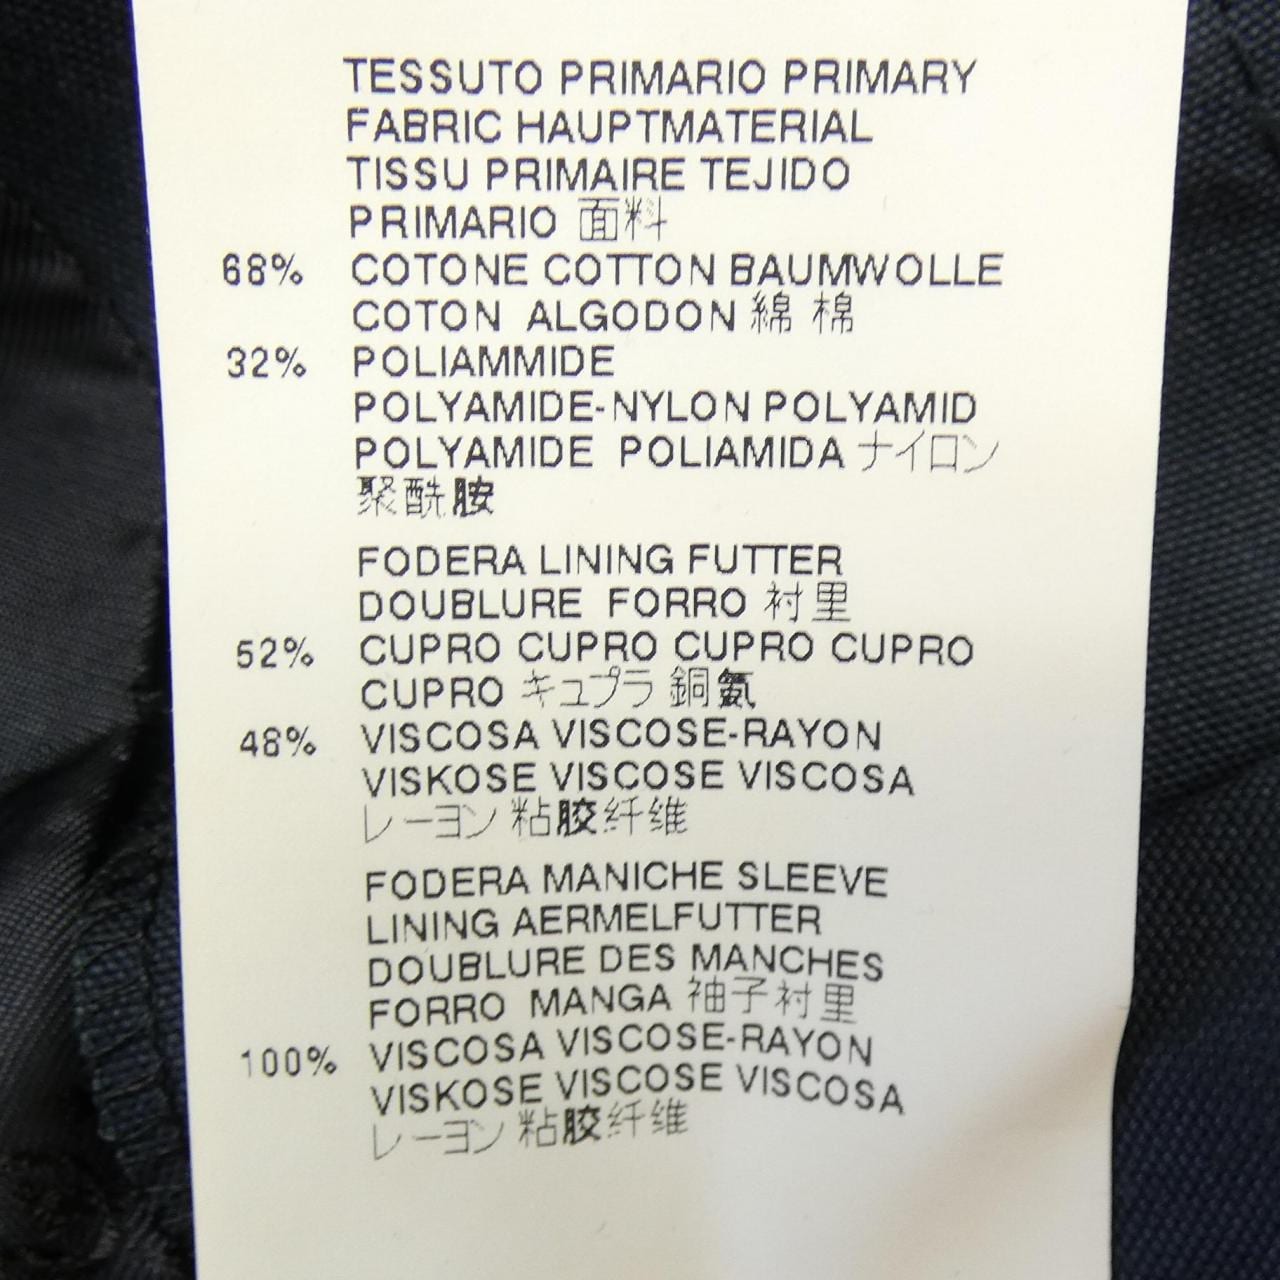 TESSUTO PRIMARIO PRIMARY
FABRIC HAUPTMATERIAL
TISSU PRIMAIRE TEJIDO
PRIMARIO 面料
68% COTONE COTTON BAUMWOLLE
COTON ALGODON 綿 棉
32% POLIAMMIDE
POLYAMIDE-NYLON POLYAMID
POLYAMIDE POLIAMIDA ナイロン
聚酰胺
FODERA LINING FUTTER
DOUBLURE FORRO 衬里
52% CUPRO CUPRO CUPRO CUPRO
CUPRO キュプラ 銅氨
48% VISCOSA VISCOSE-RAYON
VISKOSE VISCOSE VISCOSA
レーヨン 粘胶纤维
FODERA MANICHE SLEEVE
LINING AERMELFUTTER
DOUBLURE DES MANCHES
FORRO MANGA 袖子衬里
100% VISCOSA VISCOSE-RAYON
VISKOSE VISCOSE VISCOSA
レーヨン 粘胶纤维